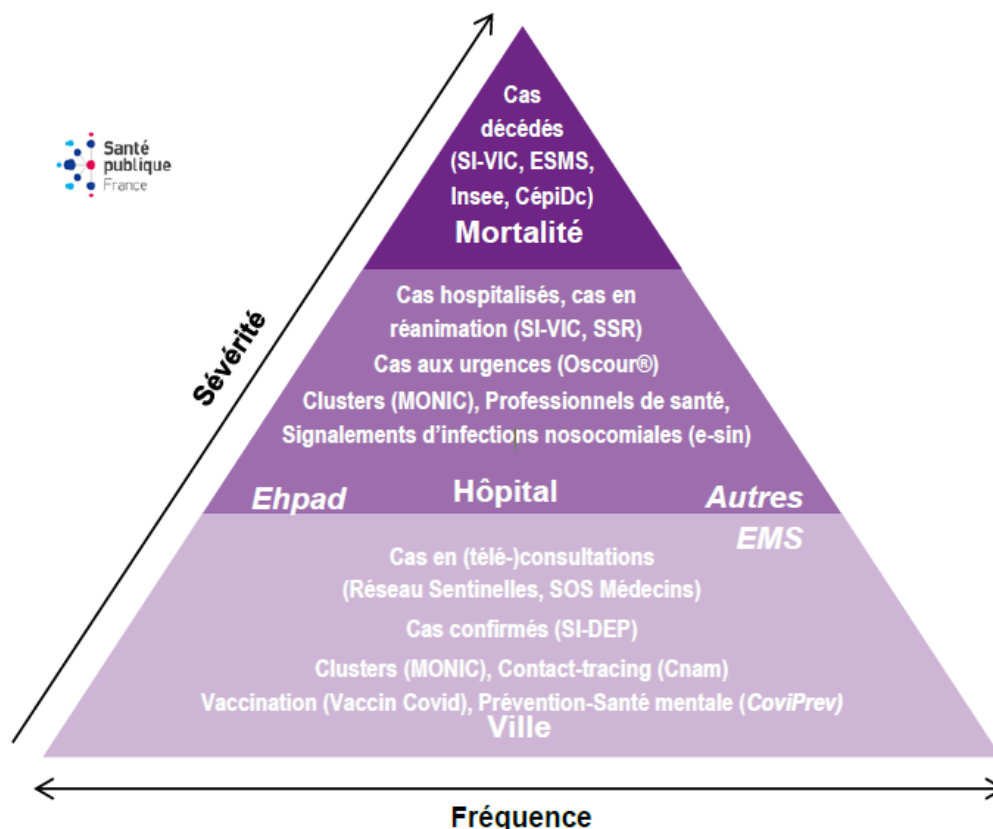 Santé
publique
France
Sévérité
Cas
décédés
(SI-VIC, ESMS,
Insee, CépiDc)
Mortalité
Cas hospitalisés, cas en
réanimation (SI-VIC, SSR)
Cas aux urgences (Oscour®)
Clusters (MONIC), Professionnels de santé,
Signalements d'infections nosocomiales (e-sin)
Ehpad
Hôpital
Autres
EMS
Cas en (télé-)consultations
(Réseau Sentinelles, SOS Médecins)
Cas confirmés (SI-DEP)
Clusters (MONIC), Contact-tracing (Cnam)
Vaccination (Vaccin Covid), Prévention-Santé mentale (CoviPrev)
Ville
Fréquence